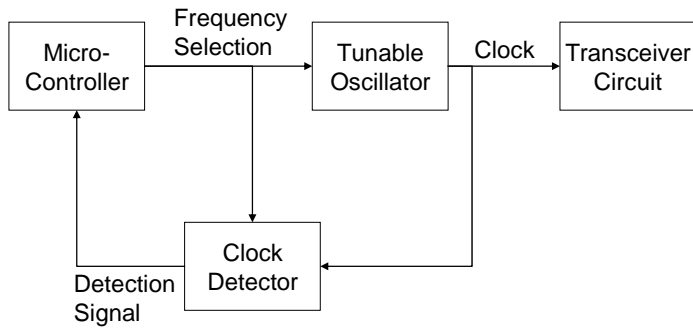 Frequency
Selection
Micro-
Controller
Tunable
Oscillator
Clock
Transceiver
Circuit
Clock
Detector
Detection
Signal